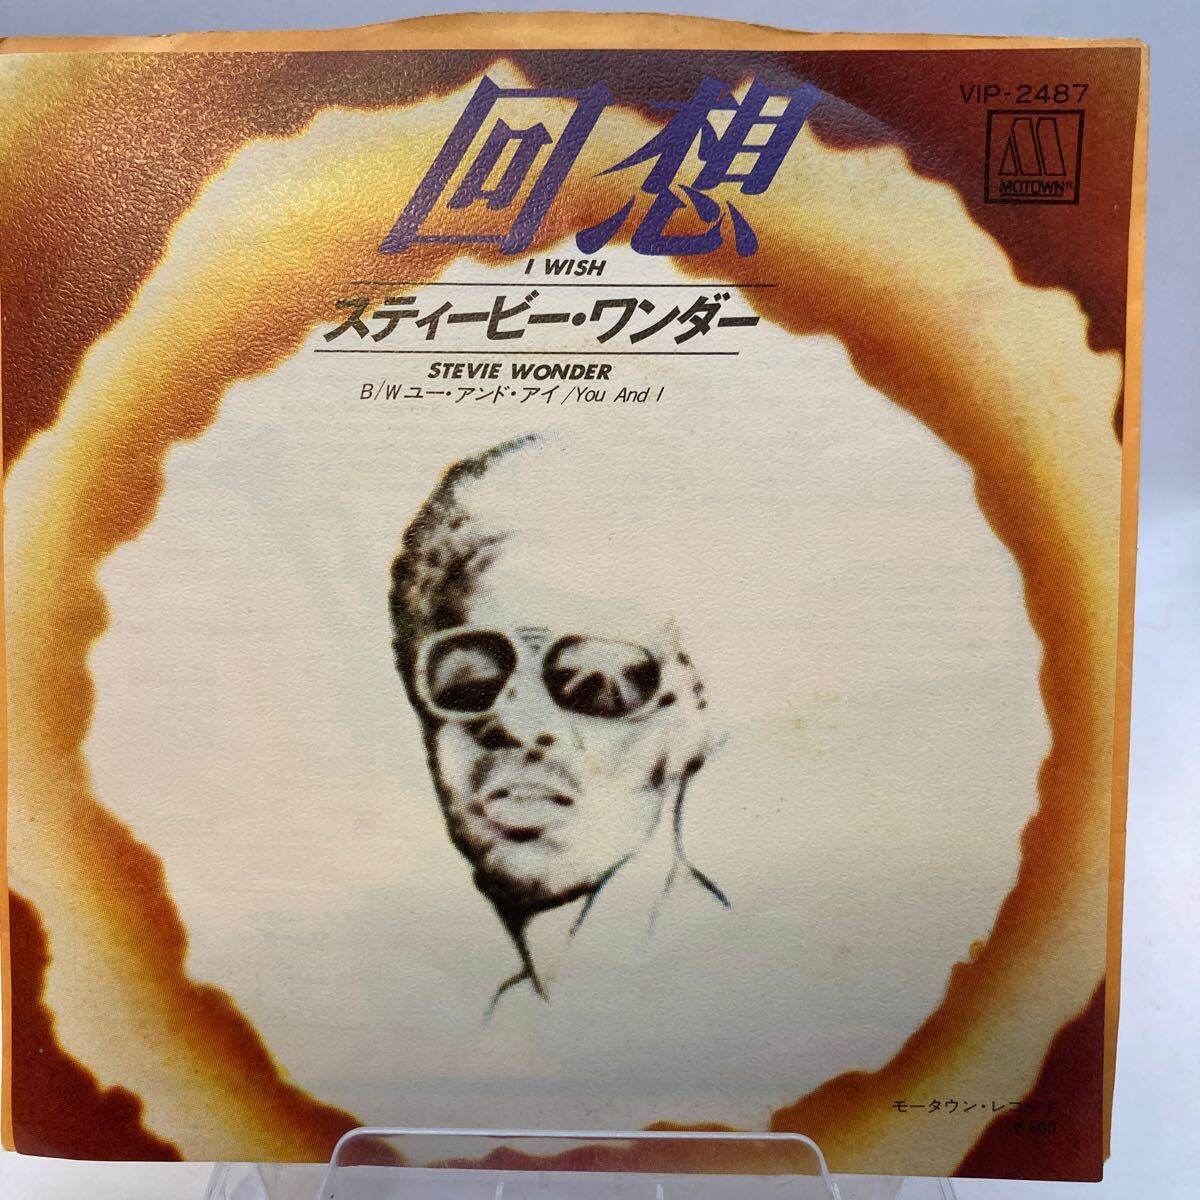 VIP-2487
MOTOWN®
回想
I WISH
スティービー・ワンダー
STEVIE WONDER
B/W ユー・アンド・アイ/You And I
モータウン・レコード
¥600